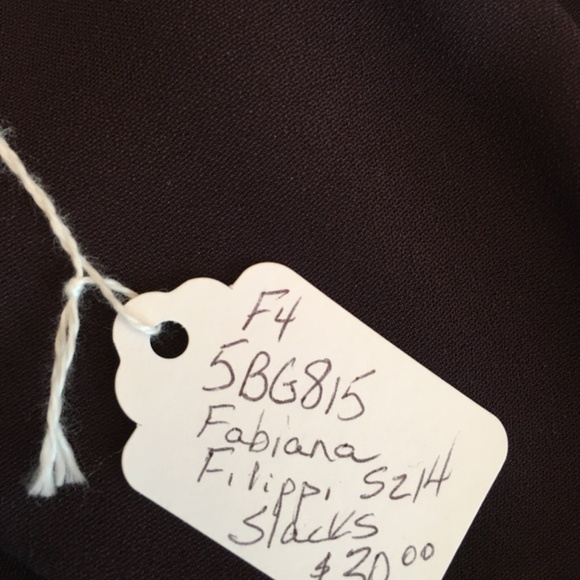 F4
5BG815
Fabiana
Filippi Sz14
Slacks
$30.00